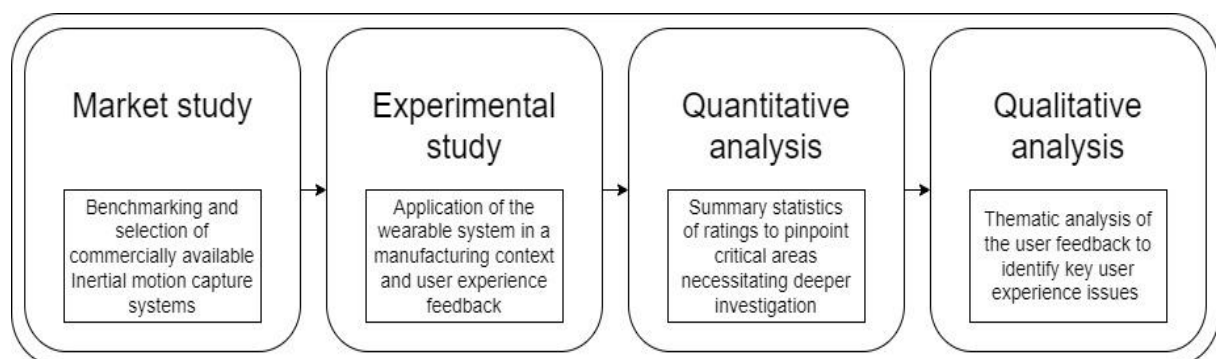 Market study
Benchmarking and
selection of
commercially available
Inertial motion capture
systems
Experimental
study
Application of the
wearable system in a
manufacturing context
and user experience
feedback
Quantitative
analysis
Summary statistics
of ratings to pinpoint
critical areas
necessitating deeper
investigation
Qualitative
analysis
Thematic analysis of
the user feedback to
identify key user
experience issues